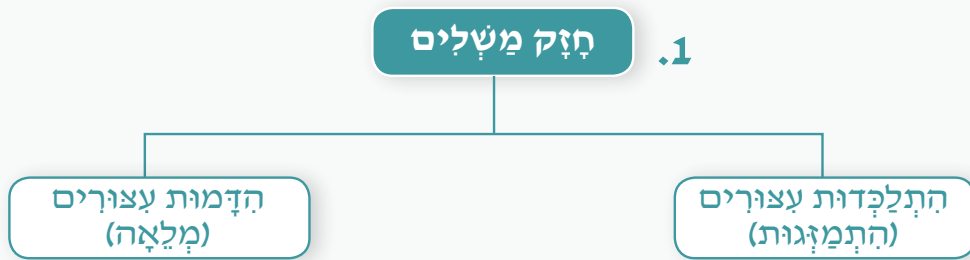 1. חָזָק מַשְׁלִים
הִתְלַכְּדוּת עִצּוּרִים
(הִתְמַזְּגוּת)
הִדָּמוּת עִצּוּרִים
(מְלֵאָה)